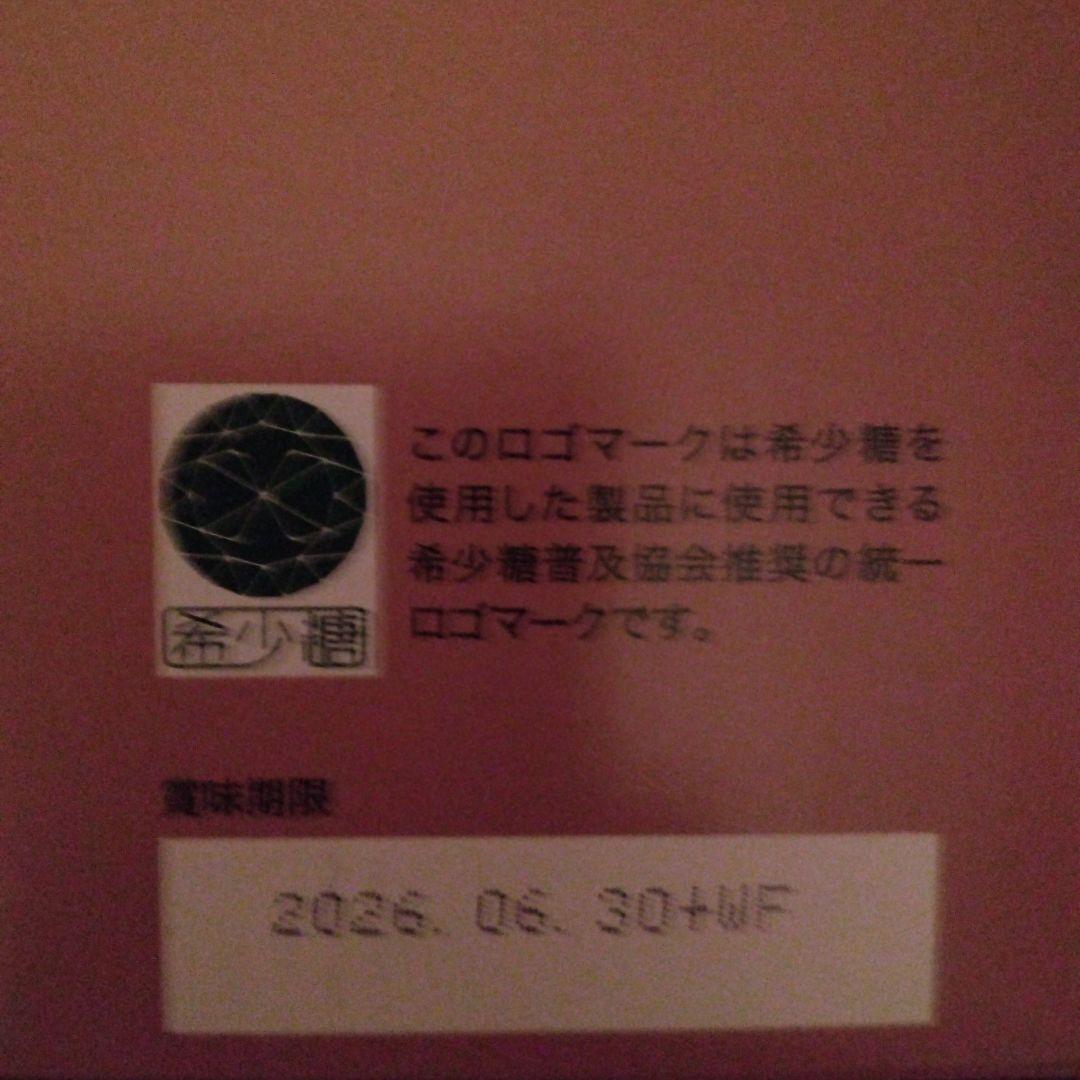 このロゴマークは希少糖を
使用した製品に使用できる
希少糖普及協会推奨の統一
ロゴマークです。
希少糖
賞味期限
2026. 06. 30+WF